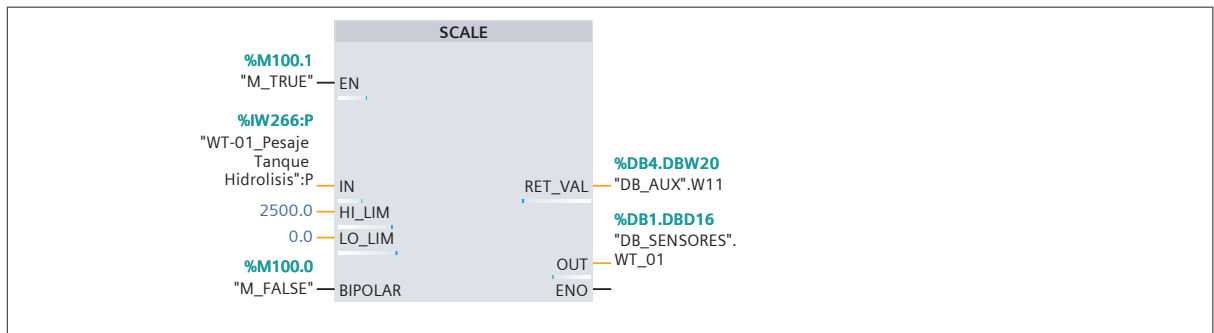 SCALE
%M100.1
"M_TRUE"
EN
%IW266:P
"WT-01_Pesaje
Tanque
Hidrolisis":P
IN
2500.0
HI_LIM
0.0
LO_LIM
%M100.0
"M_FALSE"
BIPOLAR
RET_VAL
%DB4.DBW20
"DB_AUX".W11
OUT
%DB1.DBD16
"DB_SENSORES".
WT_01
ENO